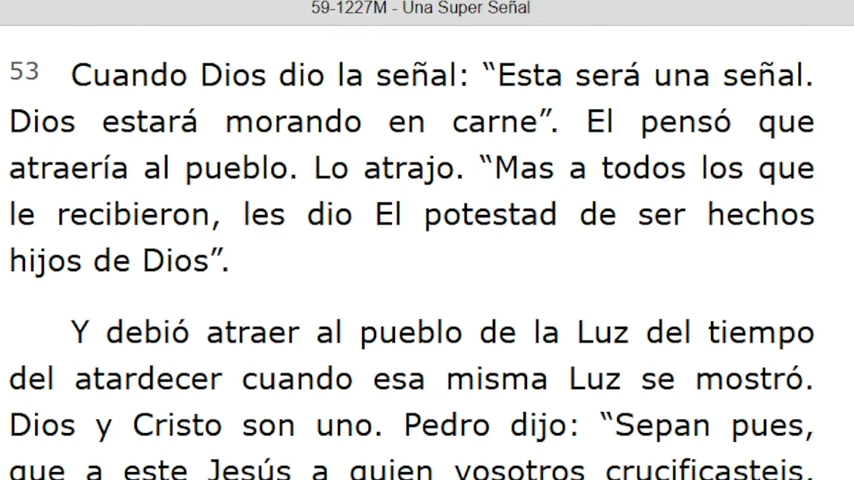 59-1227M - Una Super Señal
53 Cuando Dios dio la señal: “Esta será una señal.
Dios estará morando en carne”. El pensó que
atraería al pueblo. Lo atrajo. “Mas a todos los que
le recibieron, les dio El potestad de ser hechos
hijos de Dios”.
Y debió atraer al pueblo de la Luz del tiempo
del atardecer cuando esa misma Luz se mostró.
Dios y Cristo son uno. Pedro dijo: “Sepan pues,
que a este Jesús a quien vosotros crucificasteis,